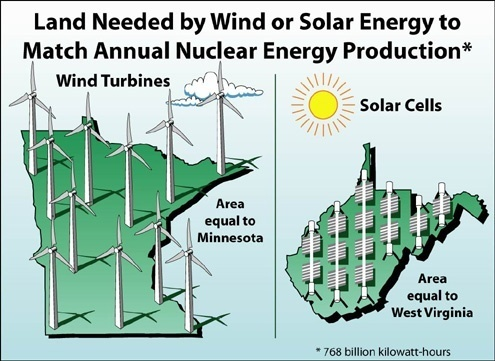 Land Needed by Wind or Solar Energy to
Match Annual Nuclear Energy Production*
Wind Turbines
Area
equal to
Minnesota
Solar Cells
Area
equal to
West Virginia
* 768 billion kilowatt-hours